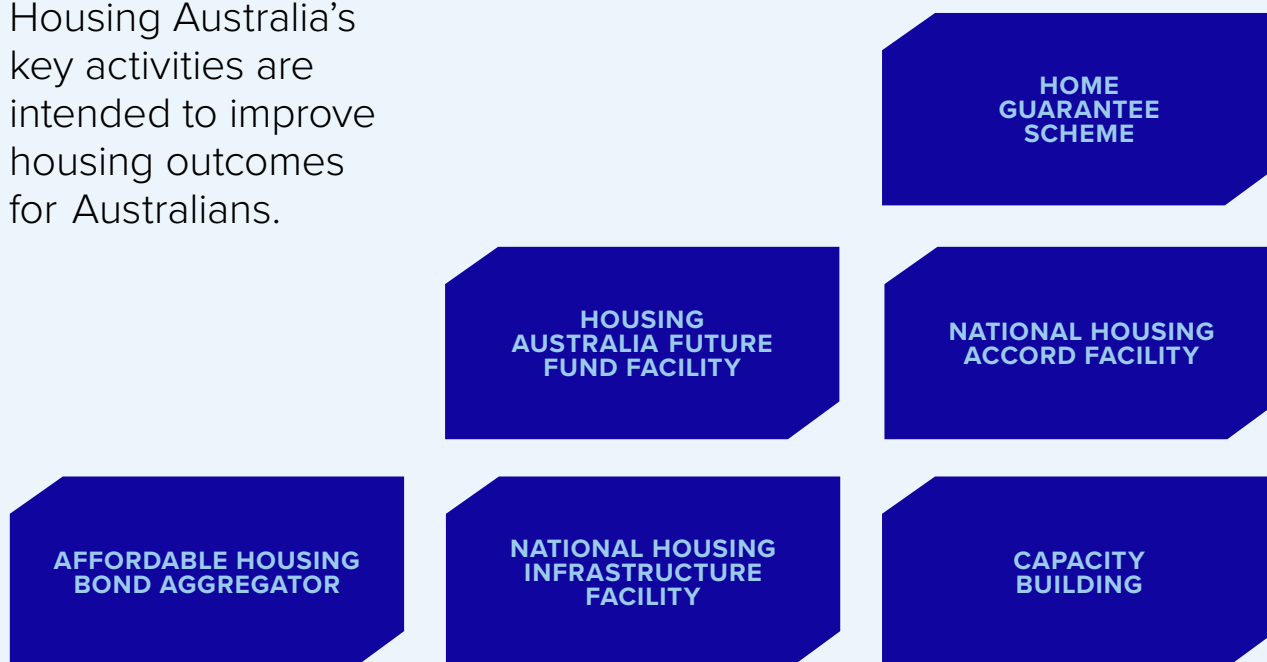 Housing Australia’s
key activities are
intended to improve
housing outcomes
for Australians.
HOME
GUARANTEE
SCHEME
HOUSING
AUSTRALIA FUTURE
FUND FACILITY
NATIONAL HOUSING
ACCORD FACILITY
AFFORDABLE HOUSING
BOND AGGREGATOR
NATIONAL HOUSING
INFRASTRUCTURE
FACILITY
CAPACITY
BUILDING